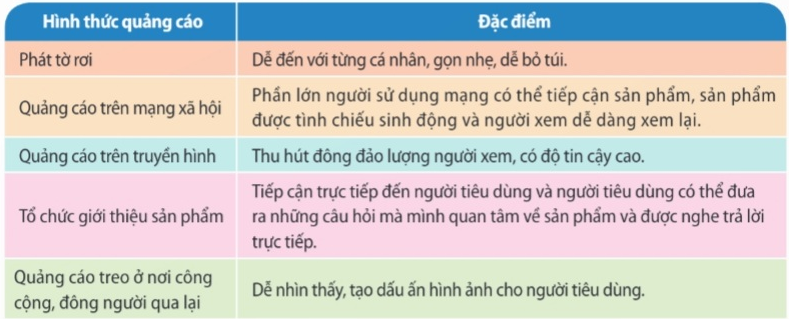 Hình thức quảng cáo
Đặc điểm
Phát tờ rơi
Dễ đến với từng cá nhân, gọn nhẹ, dễ bỏ túi.
Quảng cáo trên mạng xã hội
Phần lớn người sử dụng mạng có thể tiếp cận sản phẩm, sản phẩm
được tình chiếu sinh động và người xem dễ dàng xem lại.
Quảng cáo trên truyền hình
Thu hút đông đảo lượng người xem, có độ tin cậy cao.
Tổ chức giới thiệu sản phẩm
Tiếp cận trực tiếp đến người tiêu dùng và người tiêu dùng có thể đưa
ra những câu hỏi mà mình quan tâm về sản phẩm và được nghe trả lời
trực tiếp.
Quảng cáo treo ở nơi công
cộng, đông người qua lại
Dễ nhìn thấy, tạo dấu ấn hình ảnh cho người tiêu dùng.